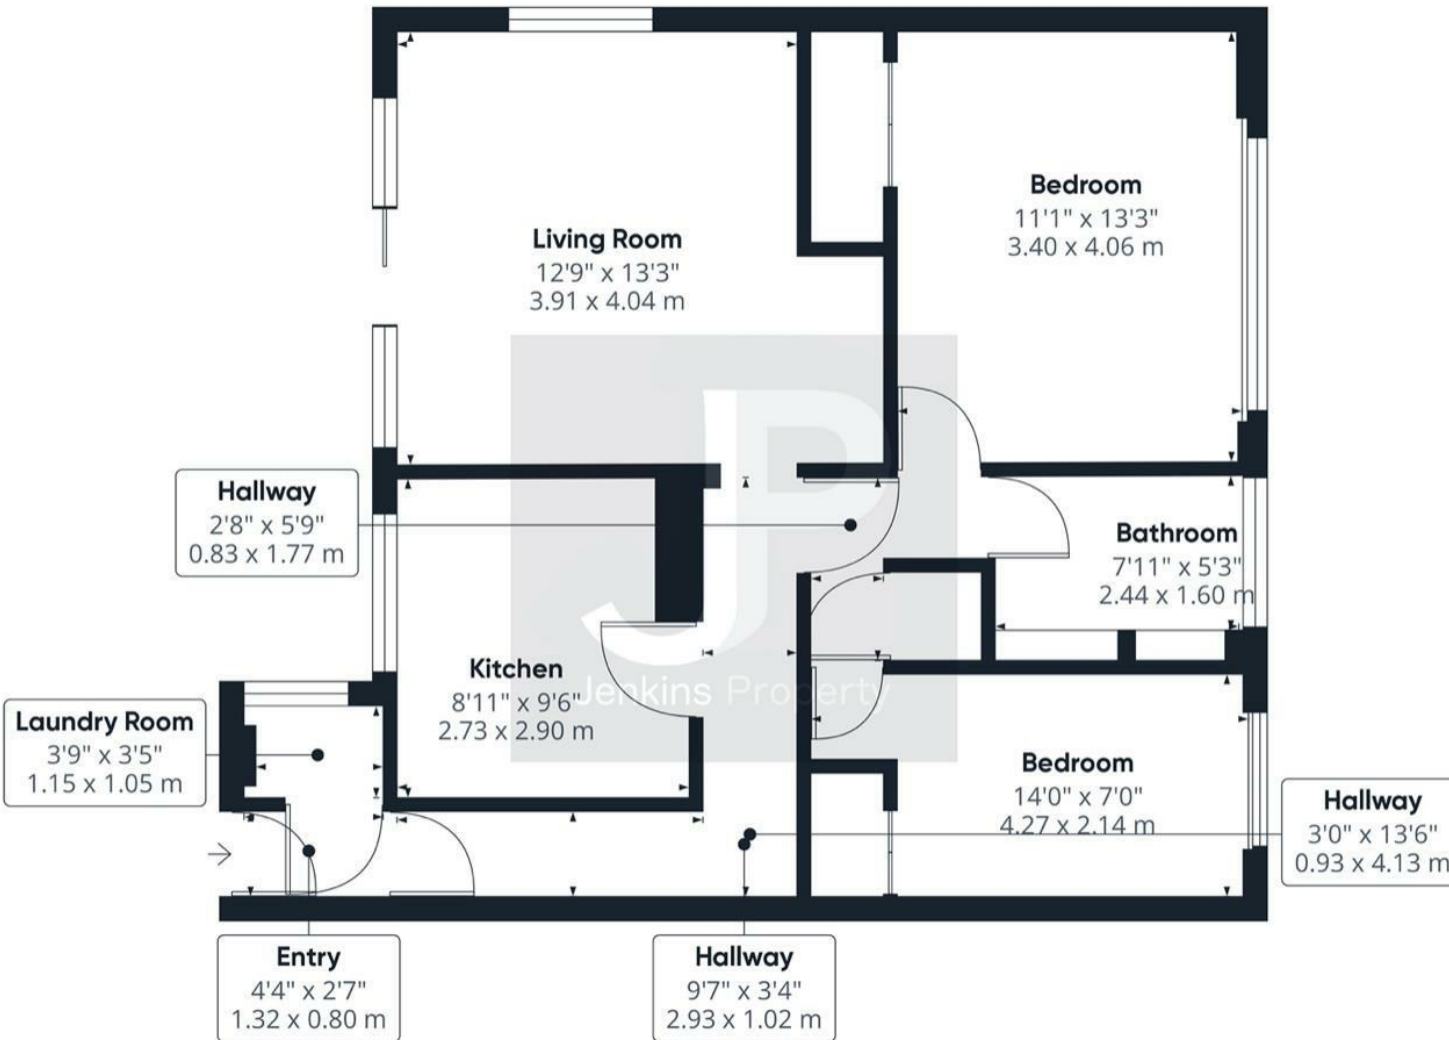 Living Room
12'9" x 13'3"
3.91 x 4.04 m
Bedroom
11'1" x 13'3"
3.40 x 4.06 m
Hallway
2'8" x 5'9"
0.83 x 1.77 m
Bathroom
7'11" x 5'3"
2.44 x 1.60 m
Kitchen
8'11" x 9'6"
2.73 x 2.90 m
JP
Jenkins Property
Laundry Room
3'9" x 3'5"
1.15 x 1.05 m
Bedroom
14'0" x 7'0"
4.27 x 2.14 m
Hallway
3'0" x 13'6"
0.93 x 4.13 m
Entry
4'4" x 2'7"
1.32 x 0.80 m
Hallway
9'7" x 3'4"
2.93 x 1.02 m